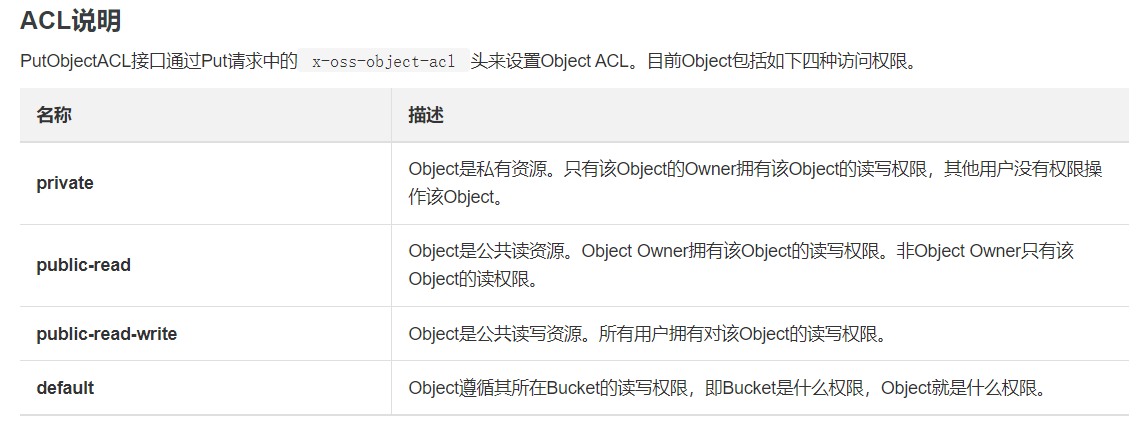 ACL说明
PutObjectACL接口通过Put请求中的 x-oss-object-acl 头来设置Object ACL。目前Object包括如下四种访问权限。
名称 描述
private Object是私有资源。只有该Object的Owner拥有该Object的读写权限，其他用户没有权限操
作该Object。
public-read Object是公共读资源。Object Owner拥有该Object的读写权限。非Object Owner只有该
Object的读权限。
public-read-write Object是公共读写资源。所有用户拥有对该Object的读写权限。
default Object遵循其所在Bucket的读写权限，即Bucket是什么权限，Object就是什么权限。